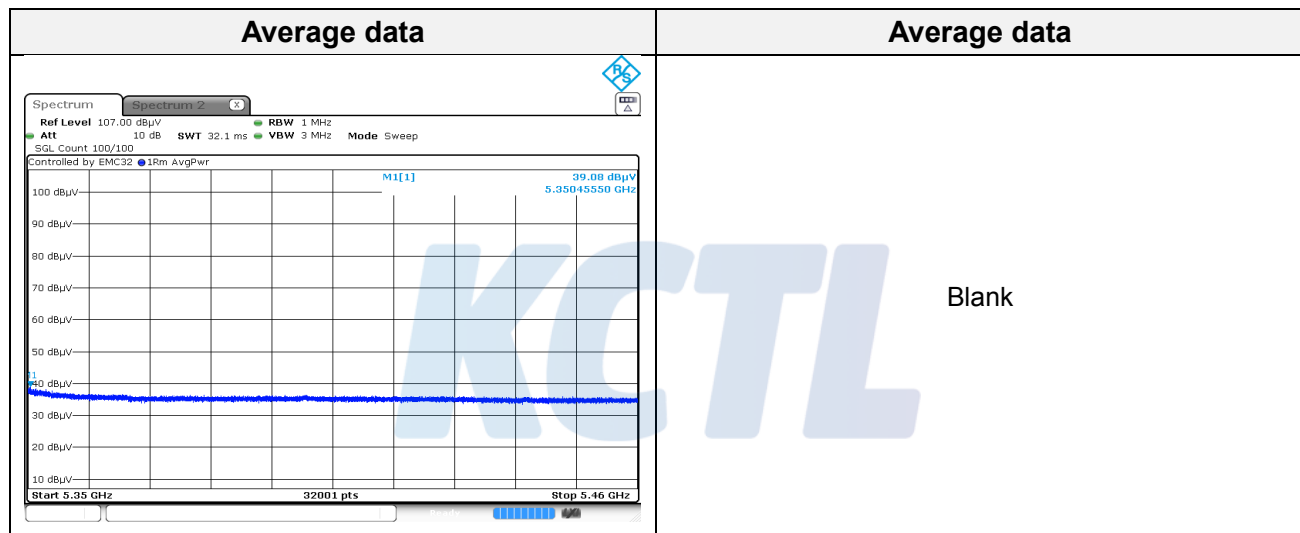 Average data
Average data
R&S
Spectrum
Spectrum 2
X
Ref Level 107.00 dBµV
RBW 1 MHz
Att 10 dB SWT 32.1 ms VBW 3 MHz Mode Sweep
SGL Count 100/100
Controlled by EMC32 1Rm AvgPwr
M1[1] 39.08 dBµV
5.35045550 GHz
100 dBµV
90 dBµV
80 dBµV
70 dBµV
60 dBµV
50 dBµV
40 dBµV
30 dBµV
20 dBµV
10 dBµV
Start 5.35 GHz 32001 pts Stop 5.46 GHz
Blank
KCTL